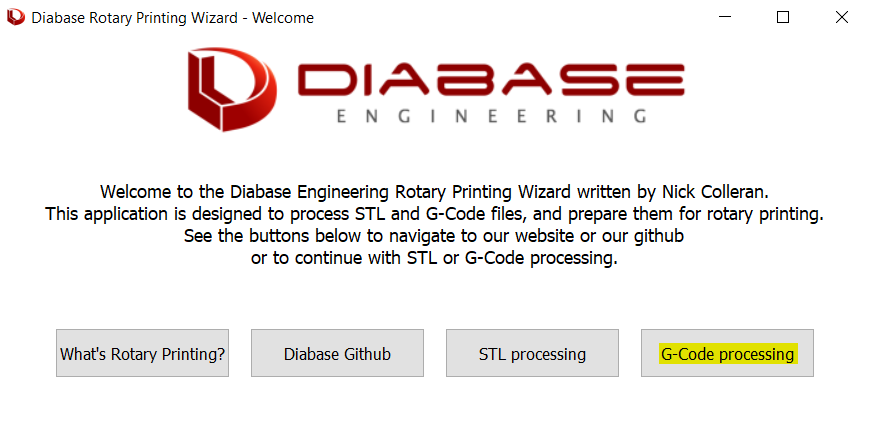 Diabase Rotary Printing Wizard - Welcome
DIABASE
ENGINEERING
Welcome to the Diabase Engineering Rotary Printing Wizard written by Nick Colleran.
This application is designed to process STL and G-Code files, and prepare them for rotary printing.
See the buttons below to navigate to our website or our github
or to continue with STL or G-Code processing.
What's Rotary Printing?
Diabase Github
STL processing
G-Code processing